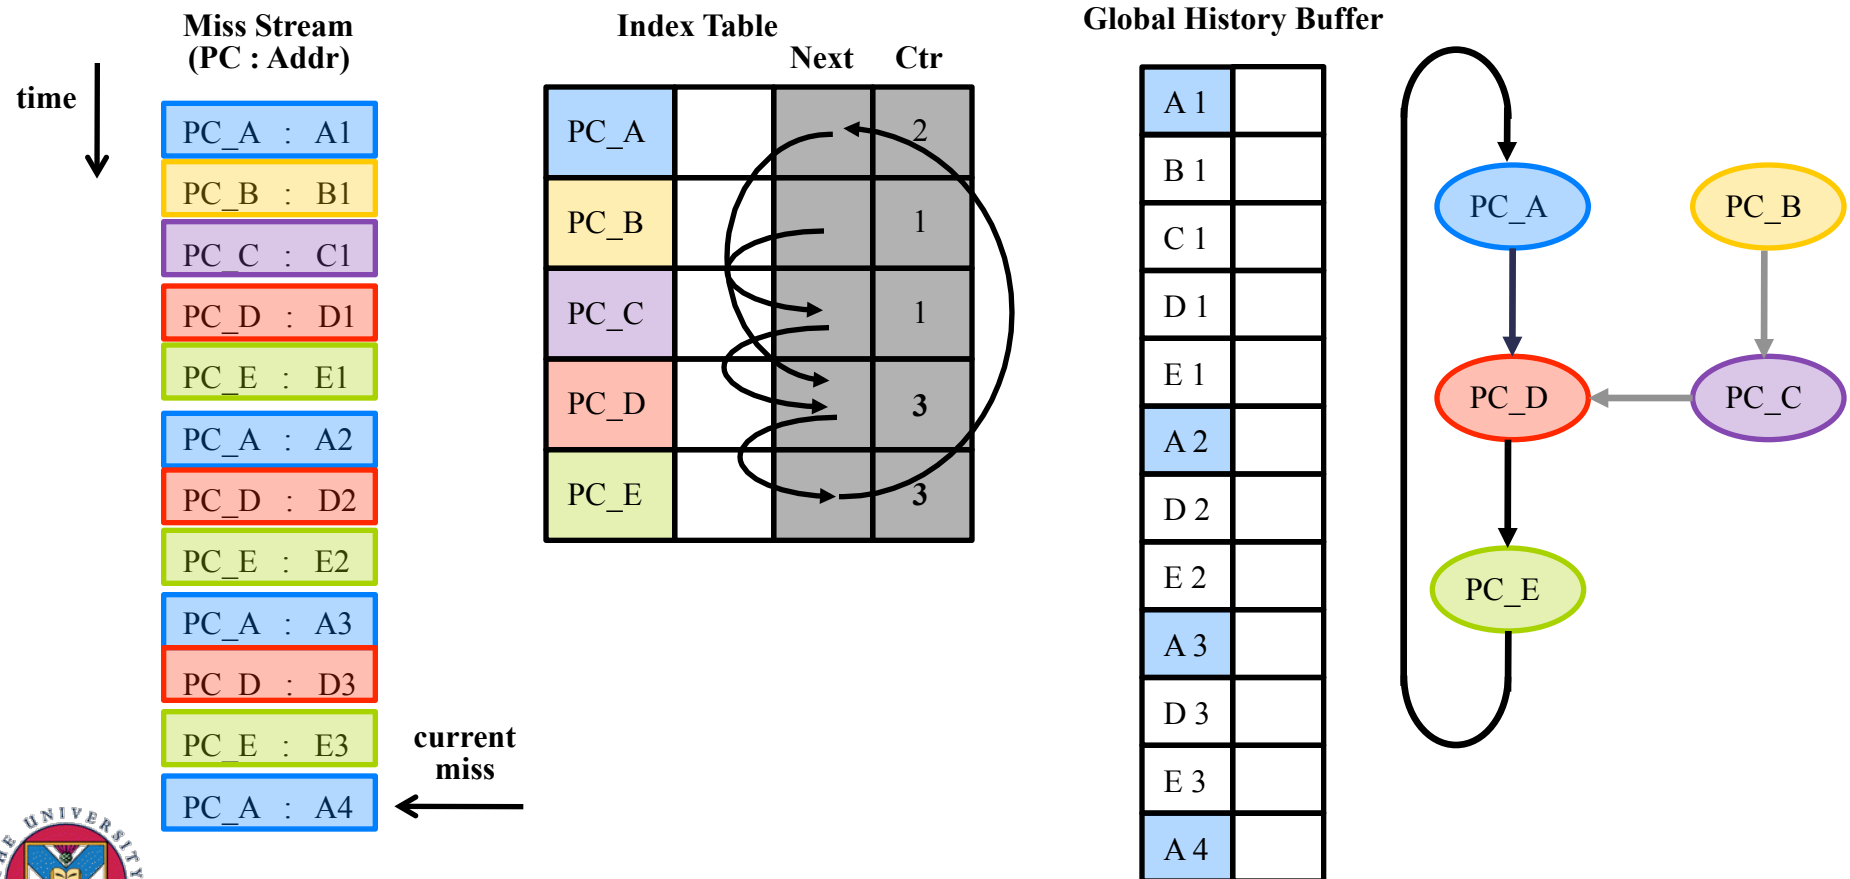 Miss Stream
(PC : Addr)
time
PC_A : A1
PC_B : B1
PC_C : C1
PC_D : D1
PC_E : E1
PC_A : A2
PC_D : D2
PC_E : E2
PC_A : A3
PC_D : D3
PC_E : E3
PC_A : A4
current
miss
Index Table
Next Ctr
PC_A 2
PC_B 1
PC_C 1
PC_D 3
PC_E 3
Global History Buffer
A 1
B 1
C 1
D 1
E 1
A 2
D 2
E 2
A 3
D 3
E 3
A 4
PC_A PC_B
PC_D PC_C
PC_E
THE UNIVERSITY